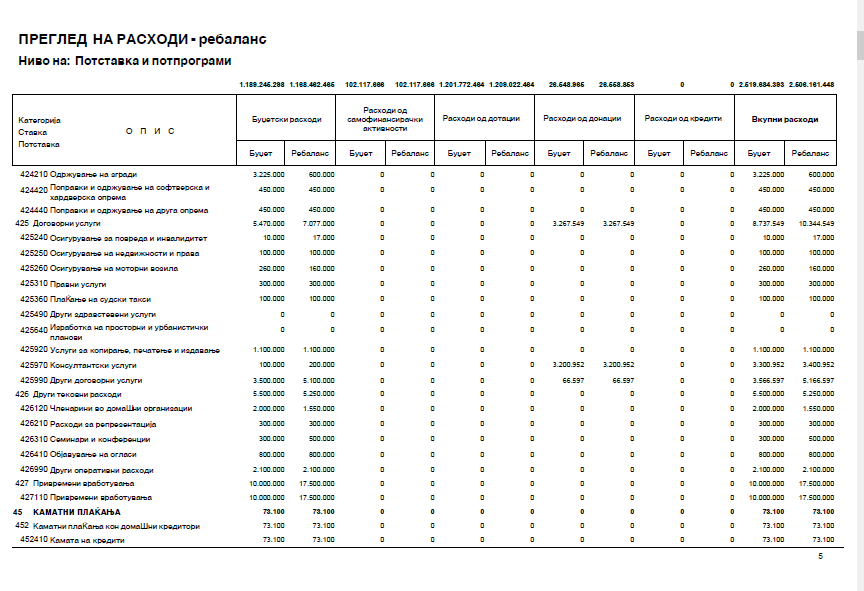 ПРЕГЛЕД НА РАСХОДИ - ребаланс
Ниво на: Потставка и потпрограми
1.189.245.298 1.168.462.465 102.117.666 102.117.666 1.201.772.464 1.209.022.464 26.548.965 26.558.853 0 0 2.519.684.393 2.506.161.448
Категорија
Ставка
Потставка
О П И С
Буџетски расходи
Расходи од самофинансирачки активности
Расходи од дотации
Расходи од донации
Расходи од кредити
Вкупни расходи
Буџет Ребаланс Буџет Ребаланс Буџет Ребаланс Буџет Ребаланс Буџет Ребаланс Буџет Ребаланс
424210 Одржување на згради 3.225.000 600.000 0 0 0 0 0 0 0 0 3.225.000 600.000
424420 Поправки и одржување на софтверска и хардверска опрема 450.000 450.000 0 0 0 0 0 0 0 0 450.000 450.000
424440 Поправки и одржување на друга опрема 450.000 450.000 0 0 0 0 0 0 0 0 450.000 450.000
425 Договорни услуги 5.470.000 7.077.000 0 0 0 0 3.267.549 3.267.549 0 0 8.737.549 10.344.549
425240 Осигурување за повреда и инвалидитет 10.000 17.000 0 0 0 0 0 0 0 0 10.000 17.000
425250 Осигурување на недвижности и права 100.000 100.000 0 0 0 0 0 0 0 0 100.000 100.000
425260 Осигурување на моторни возила 260.000 160.000 0 0 0 0 0 0 0 0 260.000 160.000
425310 Правни услуги 300.000 300.000 0 0 0 0 0 0 0 0 300.000 300.000
425360 ПлаЌање на судски такси 100.000 100.000 0 0 0 0 0 0 0 0 100.000 100.000
425490 Други здравствевени услуги 0 0 0 0 0 0 0 0 0 0 0 0
425640 Изработка на просторни и урбанистички планови 0 0 0 0 0 0 0 0 0 0 0 0
425920 Услуги за копирање, печатење и издавање 1.100.000 1.100.000 0 0 0 0 0 0 0 0 1.100.000 1.100.000
425970 Консултантски услуги 100.000 200.000 0 0 0 0 3.200.952 3.200.952 0 0 3.300.952 3.400.952
425990 Други договорни услуги 3.500.000 5.100.000 0 0 0 0 66.597 66.597 0 0 3.566.597 5.166.597
426 Други тековни расходи 5.500.000 5.250.000 0 0 0 0 0 0 0 0 5.500.000 5.250.000
426120 Членарини во домаШни организации 2.000.000 1.550.000 0 0 0 0 0 0 0 0 2.000.000 1.550.000
426210 Расходи за репрезентација 300.000 300.000 0 0 0 0 0 0 0 0 300.000 300.000
426310 Семинари и конференции 300.000 500.000 0 0 0 0 0 0 0 0 300.000 500.000
426410 Објавување на огласи 800.000 800.000 0 0 0 0 0 0 0 0 800.000 800.000
426990 Други оперативни расходи 2.100.000 2.100.000 0 0 0 0 0 0 0 0 2.100.000 2.100.000
427 Привремени вработувања 10.000.000 17.500.000 0 0 0 0 0 0 0 0 10.000.000 17.500.000
427110 Привремени вработувања 10.000.000 17.500.000 0 0 0 0 0 0 0 0 10.000.000 17.500.000
45 КАМАТНИ ПЛАЌАЊА 73.100 73.100 0 0 0 0 0 0 0 0 73.100 73.100
452 Каматни плаЌања кон домаШни кредитори 73.100 73.100 0 0 0 0 0 0 0 0 73.100 73.100
452410 Камата на кредити 73.100 73.100 0 0 0 0 0 0 0 0 73.100 73.100
5